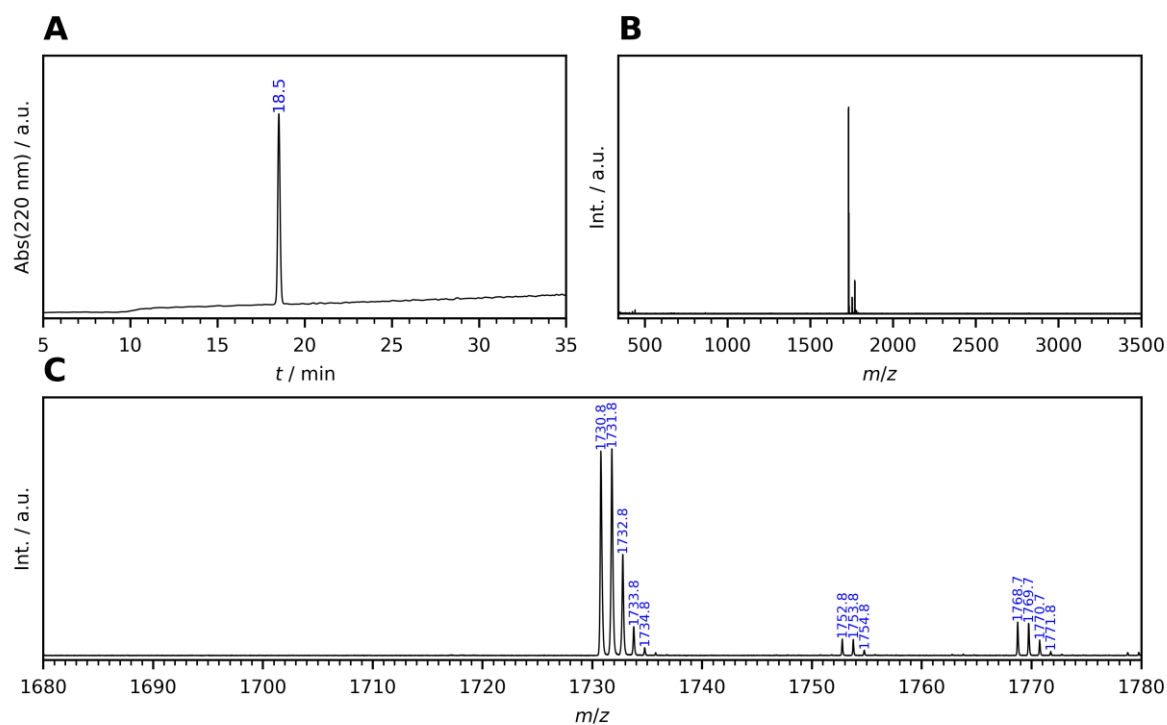 A
Abs(220 nm) / a.u.
18.5
5 10 15 20 25 30 35
t / min
B
Int. / a.u.
500 1000 1500 2000 2500 3000 3500
m/z
C
Int. / a.u.
1730.8
1731.8
1732.8
1733.8
1734.8
1752.8
1753.8
1754.8
1768.7
1769.7
1770.7
1771.8
1680 1690 1700 1710 1720 1730 1740 1750 1760 1770 1780
m/z